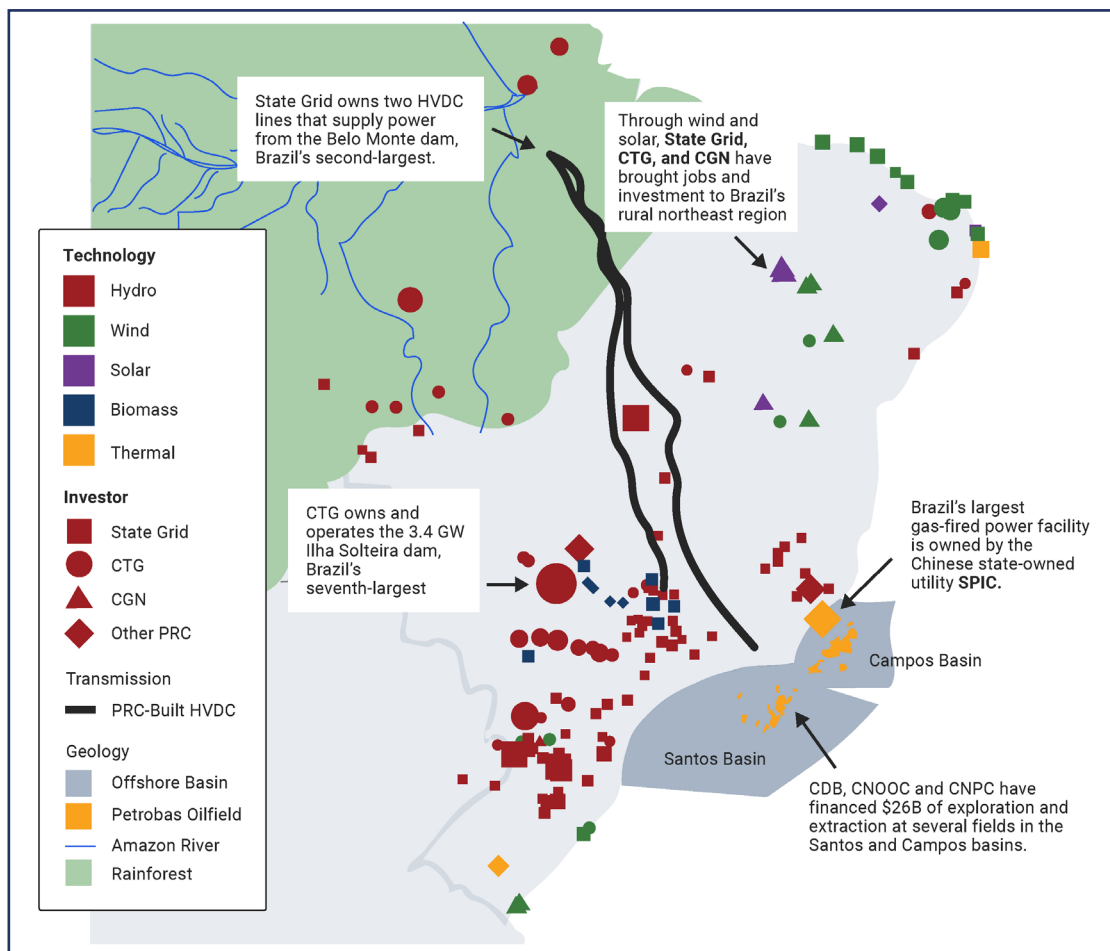 State Grid owns two HVDC
lines that supply power
from the Belo Monte dam,
Brazil's second-largest.
Through wind and
solar, State Grid,
CTG, and CGN have
brought jobs and
investment to Brazil's
rural northeast region
Technology
Hydro
Wind
Solar
Biomass
Thermal
Investor
State Grid
CTG
CGN
Other PRC
Transmission
PRC-Built HVDC
Geology
Offshore Basin
Petrobas Oilfield
Amazon River
Rainforest
CTG owns and
operates the 3.4 GW
Ilha Solteira dam,
Brazil's
seventh-largest
Brazil's largest
gas-fired power facility
is owned by the
Chinese state-owned
utility SPIC.
Campos Basin
Santos Basin
CDB, CNOOC and CNPC have
financed $26B of exploration and
extraction at several fields in the
Santos and Campos basins.